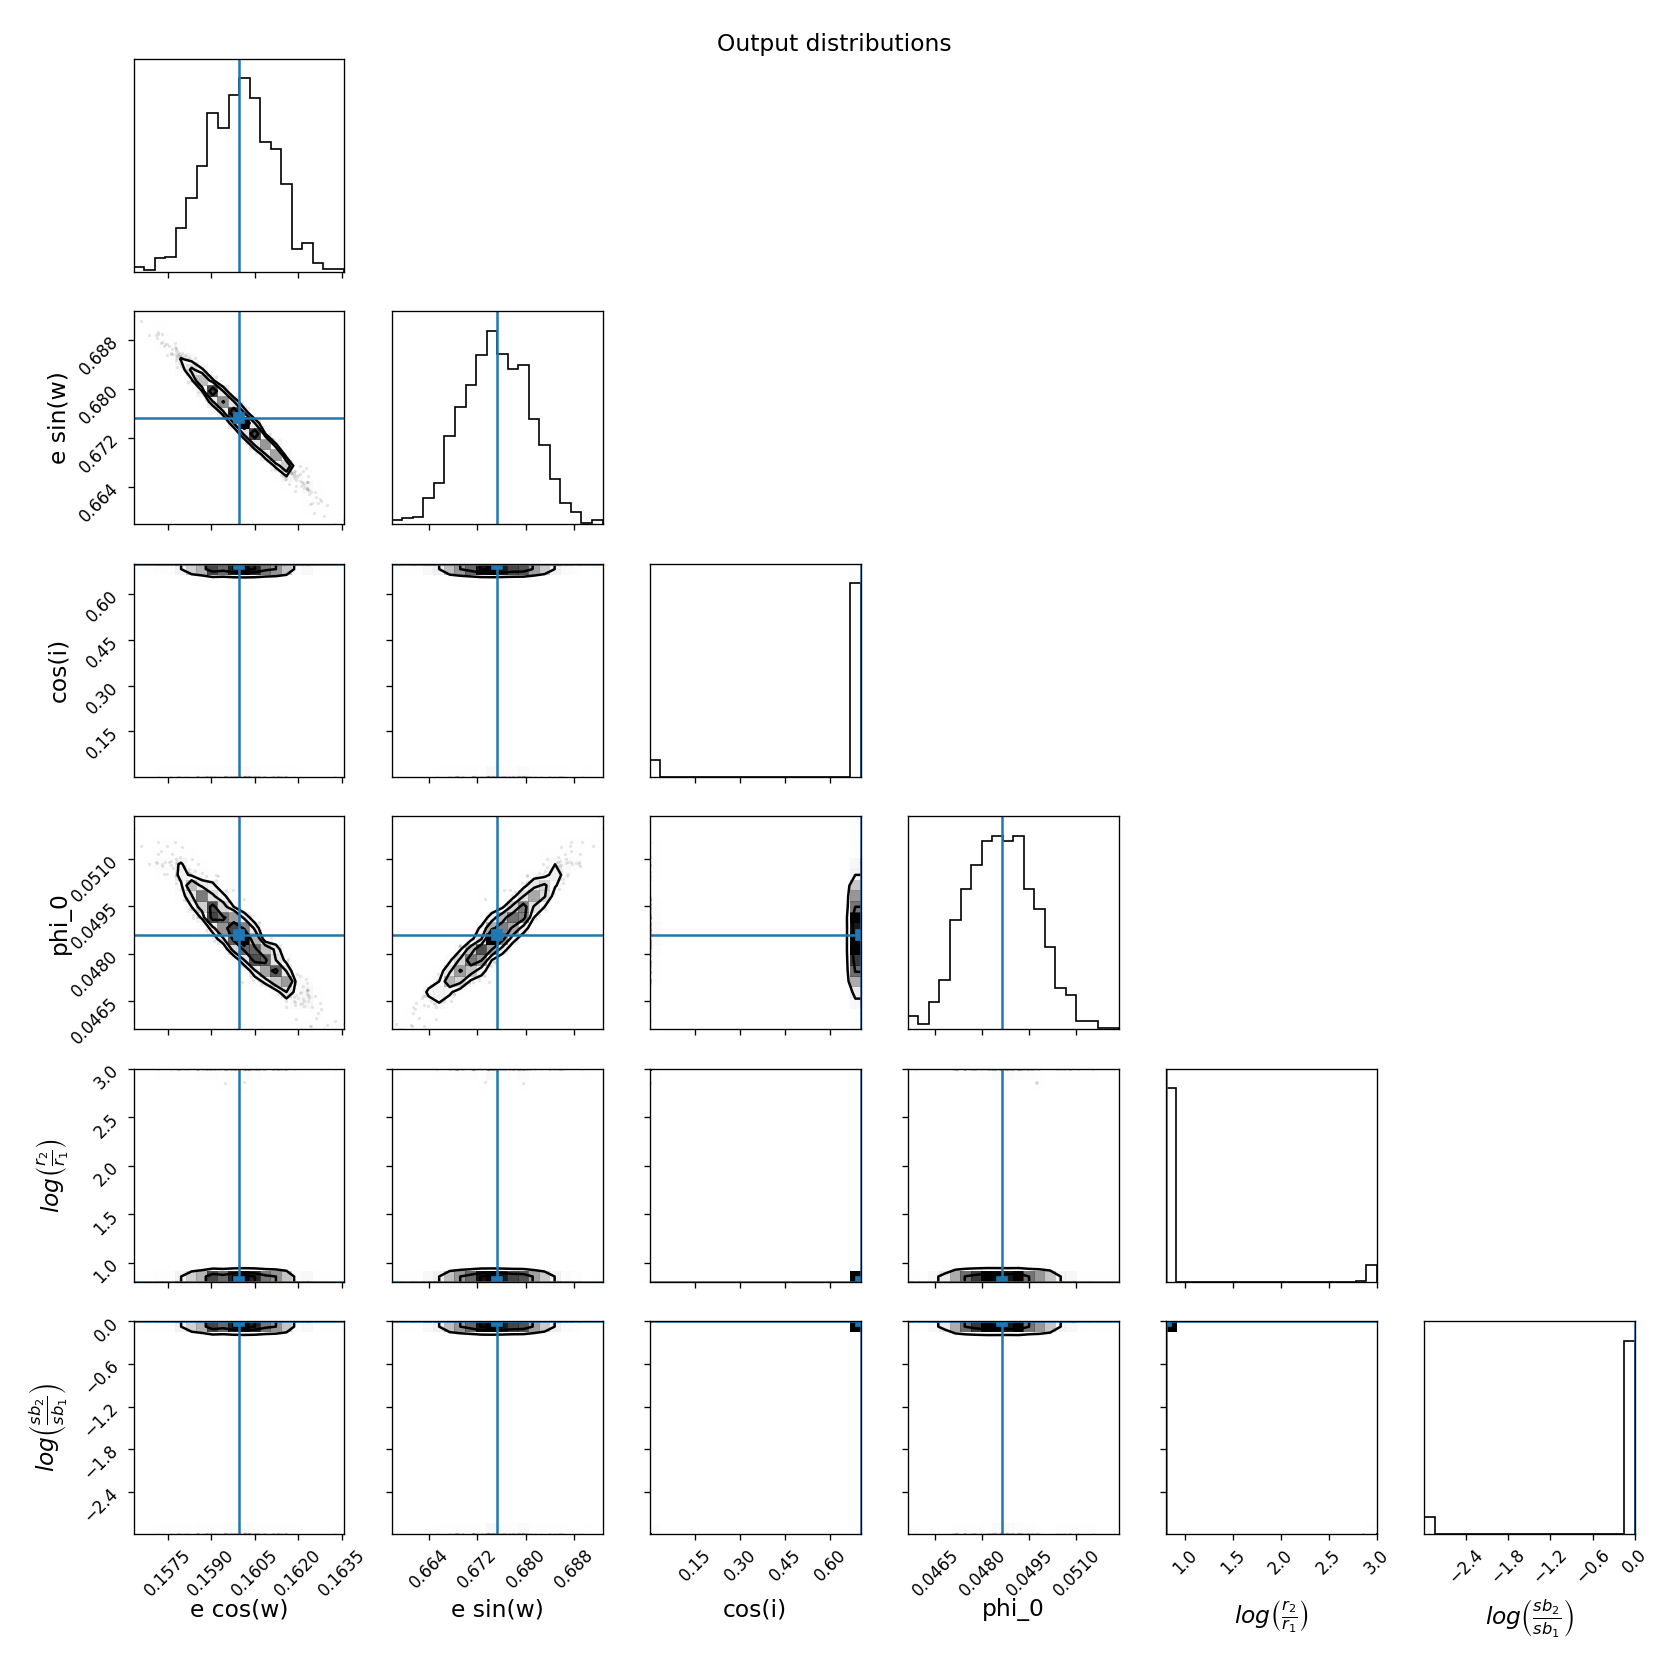 Output distributions
e sin(w)
0.688
0.680
0.672
0.664
cos(i)
0.60
0.45
0.30
0.15
phi_0
0.0510
0.0495
0.0480
0.0465
log(r2/r1)
3.0
2.5
2.0
1.5
1.0
log(sb2/sb1)
0.0
−0.6
−1.2
−1.8
−2.4
0.1575 0.1590 0.1605 0.1620 0.1635 0.664 0.672 0.680 0.688 0.15 0.30 0.45 0.60 0.0465 0.0480 0.0495 0.0510 1.0 1.5 2.0 2.5 3.0 −2.4 −1.8 −1.2 −0.6 0.0
e cos(w) e sin(w) cos(i) phi_0 log(r2/r1) log(sb2/sb1)